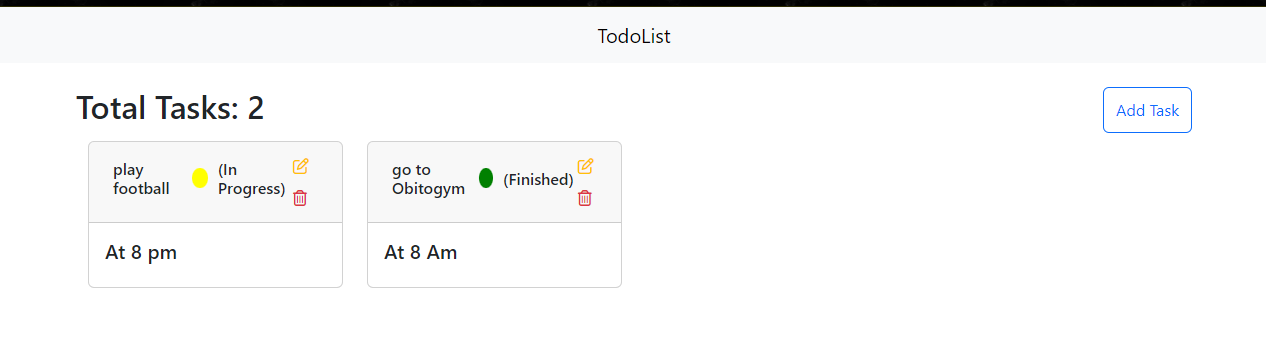 TodoList
Total Tasks: 2
Add Task
play
football
(In
Progress)
go to
Obitogym
(Finished)
At 8 pm
At 8 Am